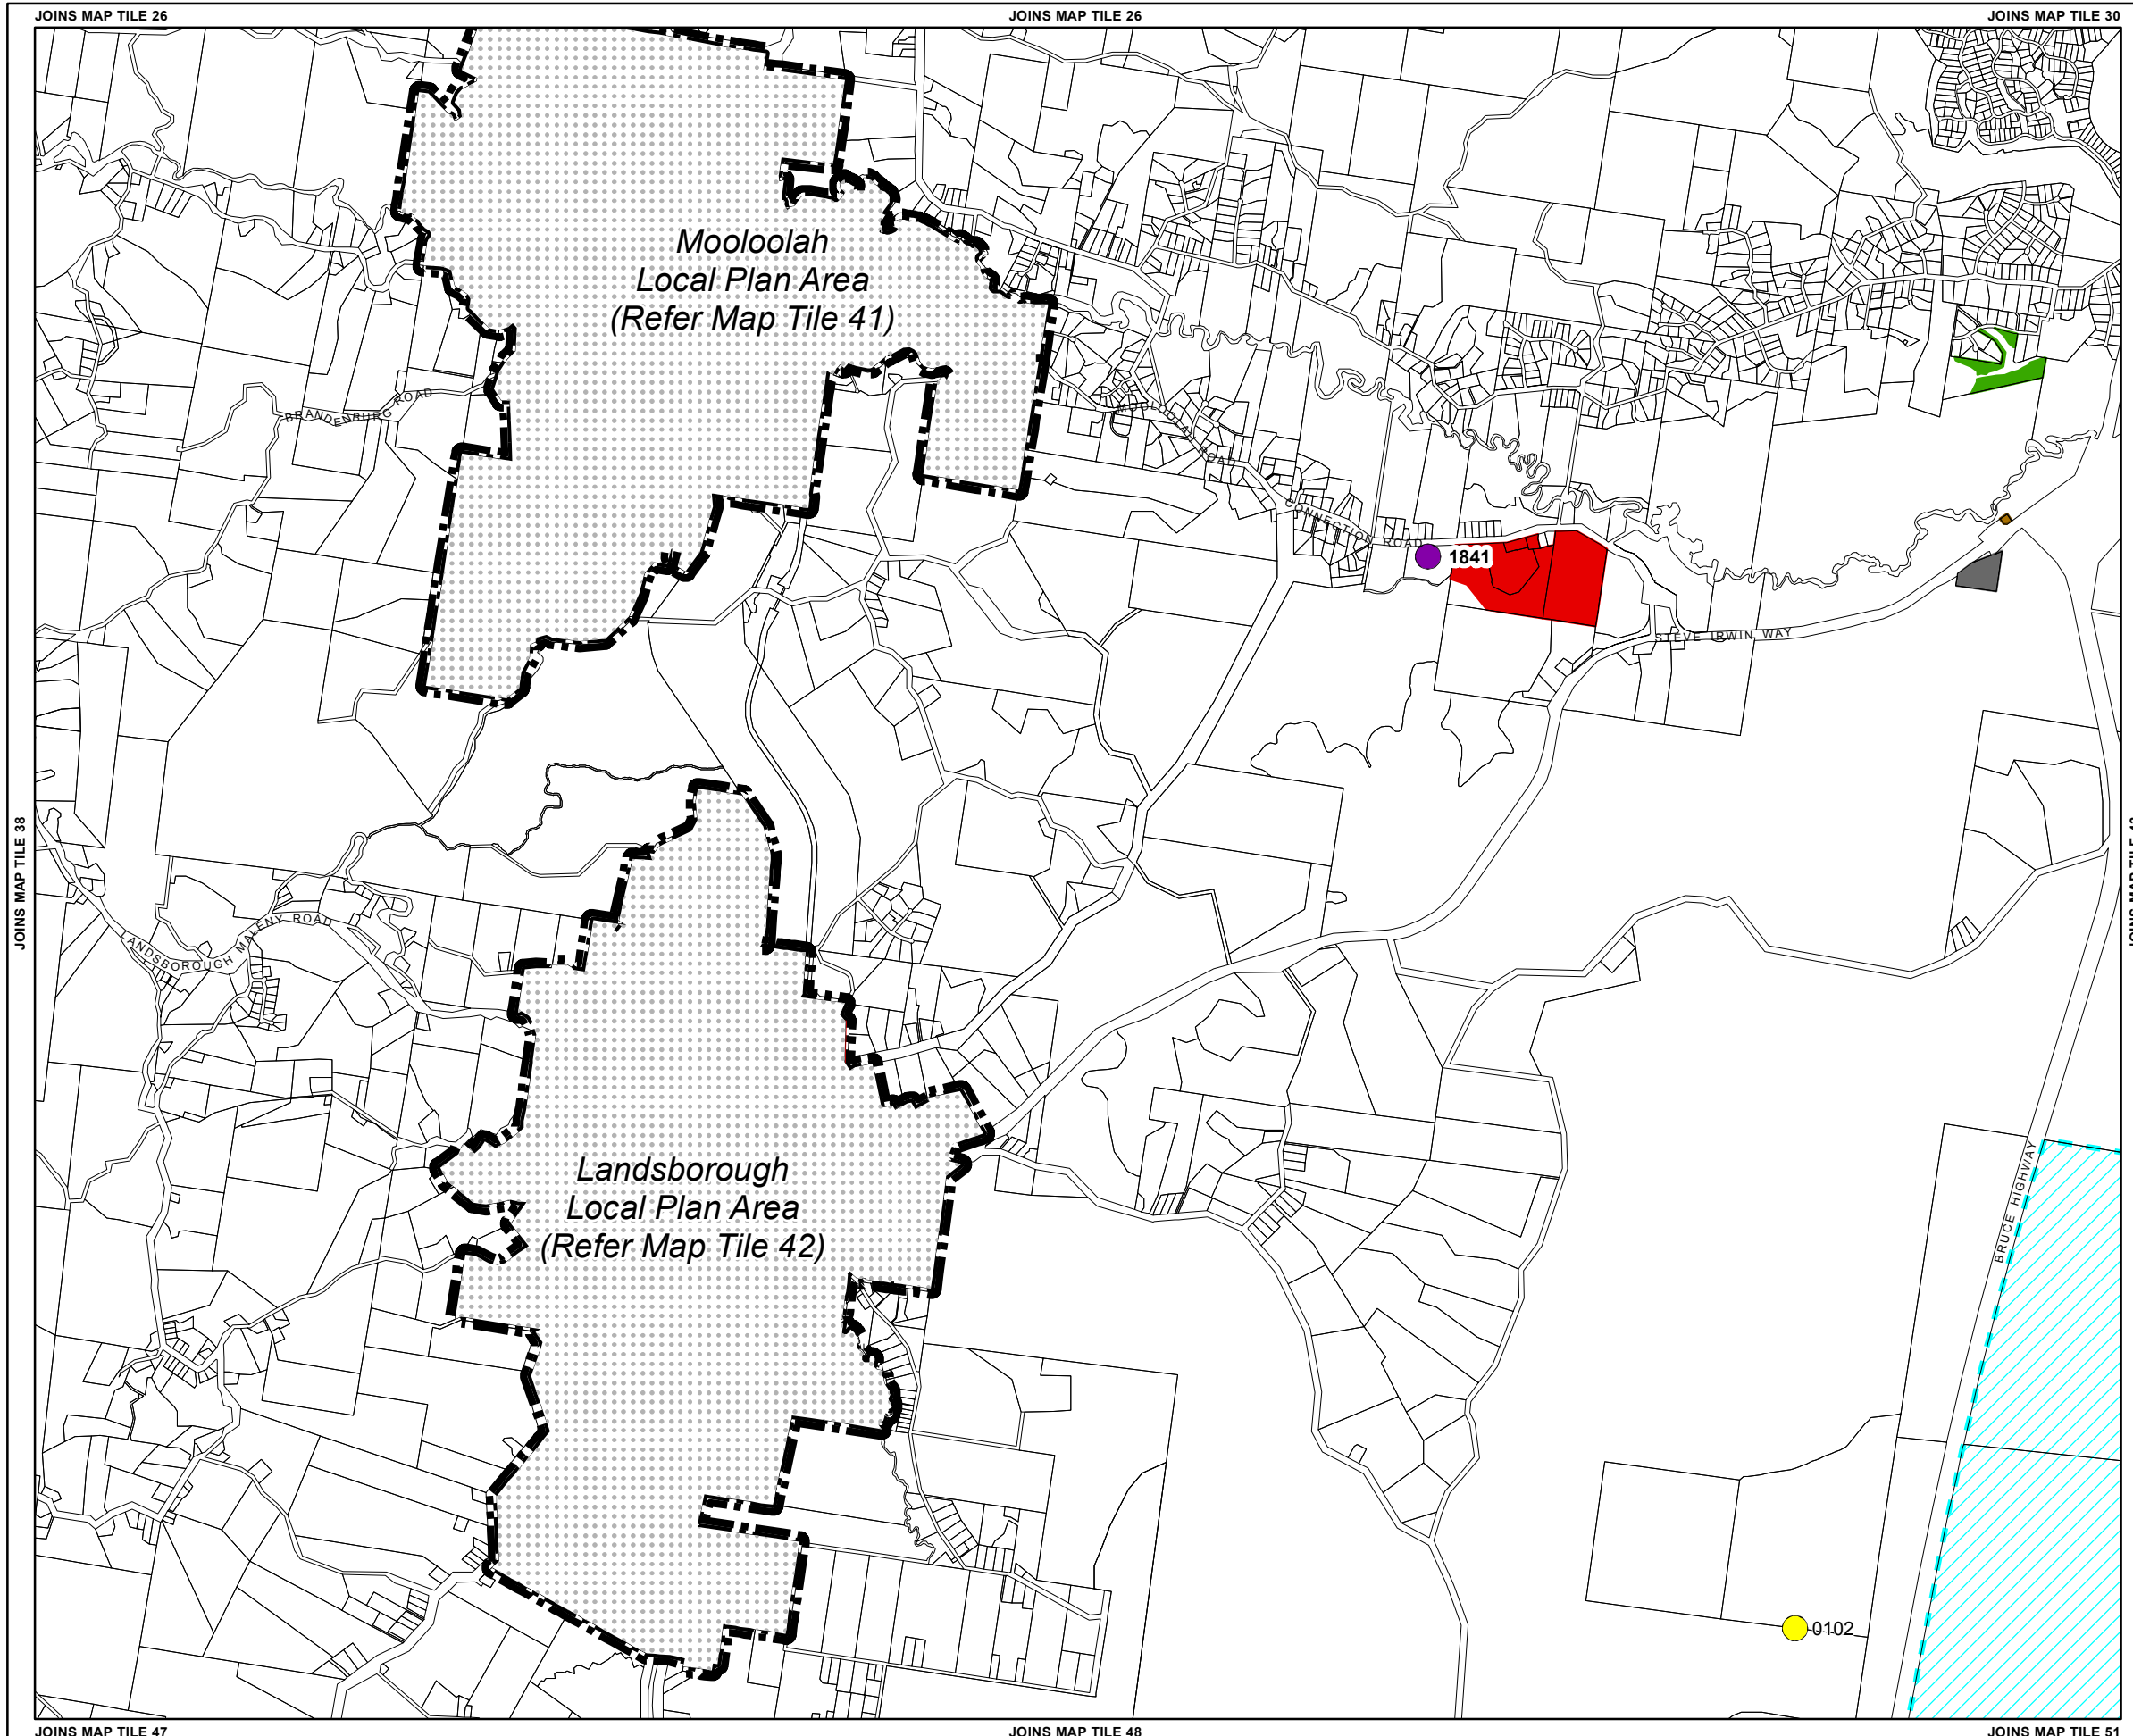 JOINS MAP TILE 26
JOINS MAP TILE 26
JOINS MAP TILE 30
Mooloolah
Local Plan Area
(Refer Map Tile 41)
BRANDENBURG ROAD
MOOLOOLAH ROAD
CONNECTION ROAD
1841
STEVE IRWIN WAY
JOINS MAP TILE 38
LANDSBOROUGH MALENY ROAD
Landsborough
Local Plan Area
(Refer Map Tile 42)
BRUCE HIGHWAY
0102
JOINS MAP TILE 47
JOINS MAP TILE 48
JOINS MAP TILE 51